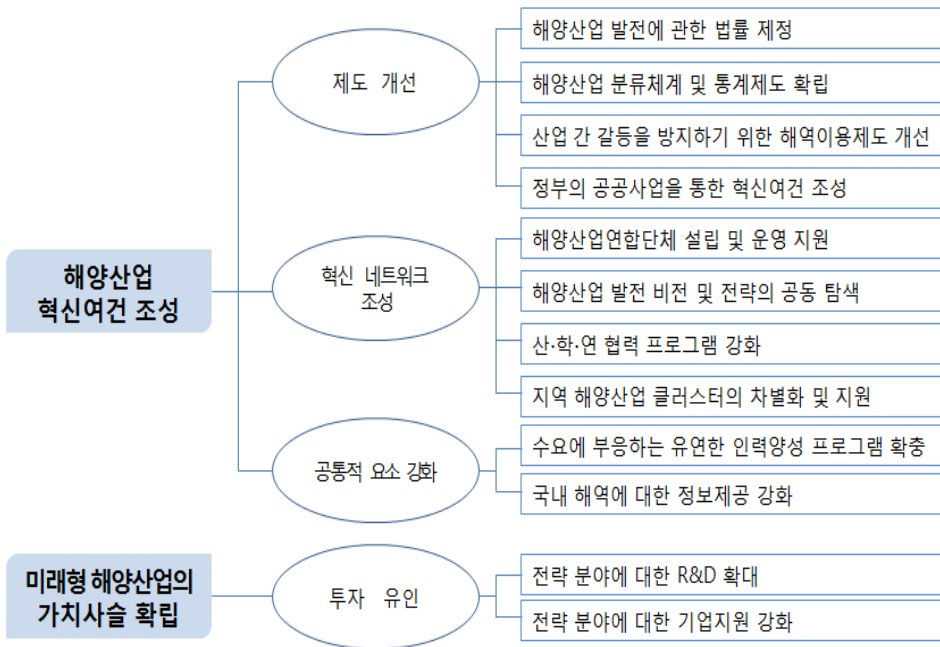 해양산업
혁신여건 조성
제도 개선
해양산업 발전에 관한 법률 제정
해양산업 분류체계 및 통계제도 확립
산업 간 갈등을 방지하기 위한 해역이용제도 개선
정부의 공공사업을 통한 혁신여건 조성
혁신 네트워크
조성
해양산업연합단체 설립 및 운영 지원
해양산업 발전 비전 및 전략의 공동 탐색
산·학·연 협력 프로그램 강화
지역 해양산업 클러스터의 차별화 및 지원
공통적 요소 강화
수요에 부응하는 유연한 인력양성 프로그램 확충
국내 해역에 대한 정보제공 강화
미래형 해양산업의
가치사슬 확립
투자 유인
전략 분야에 대한 R&D 확대
전략 분야에 대한 기업지원 강화